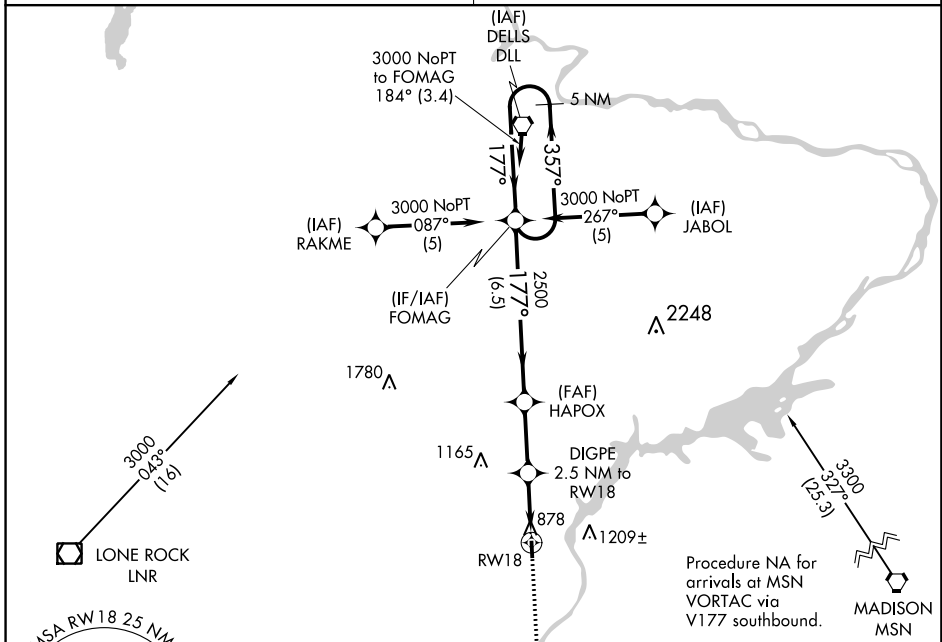 (IAF)
DELLS
DLL
3000 NoPT
to FOMAG
184° (3.4)
5 NM
177°
357°
(IAF)
RAKME
3000 NoPT
087°
(5)
3000 NoPT
267°
(5)
(IAF)
JABOL
(IF/IAF)
FOMAG
2500
177°
(6.5)
2248
1780
(FAF)
HAPOX
1165
DIGPE
2.5 NM to
RW18
878
1209±
RW18
3000
043°
(16)
LONE ROCK
LNR
3300
327°
(25.3)
Procedure NA for
arrivals at MSN
VORTAC via
V177 southbound.
MADISON
MSN
MSA RW18 25 NM